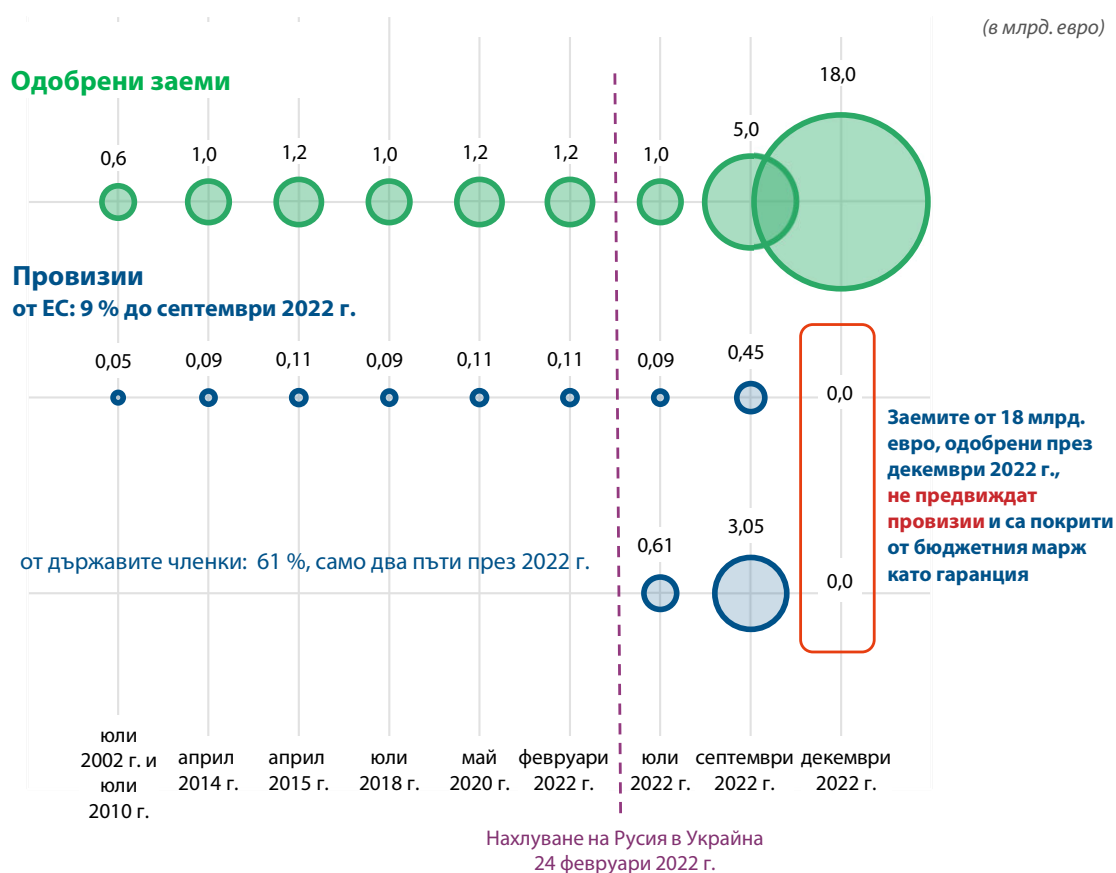 (в млрд. евро)
Одобрени заеми
0,6
1,0
1,2
1,0
1,2
1,2
1,0
5,0
18,0
Провизии
от ЕС: 9 % до септември 2022 г.
0,05
0,09
0,11
0,09
0,11
0,11
0,09
0,45
0,0
Заемите от 18 млрд.
евро, одобрени през
декември 2022 г.,
не предвиждат
провизии и са покрити
от бюджетния марж
като гаранция
от държавите членки: 61 %, само два пъти през 2022 г.
0,61
3,05
0,0
юли
2002 г. и
юли
2010 г.
април
2014 г.
април
2015 г.
юли
2018 г.
май
2020 г.
февруари
2022 г.
юли
2022 г.
септември
2022 г.
декември
2022 г.
Нахлуване на Русия в Украйна
24 февруари 2022 г.